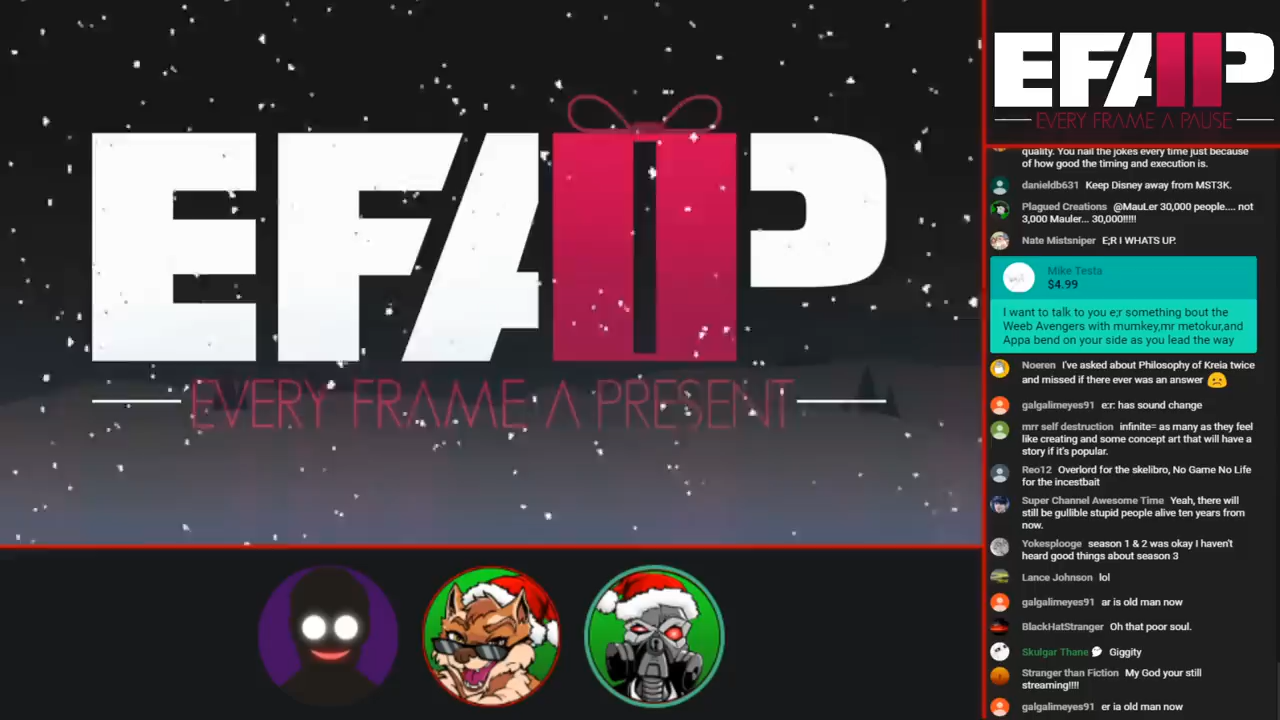 EFAP
EVERY FRAME A PRESENT
EFAP
EVERY FRAME A PAUSE
quality. You nail the jokes every time just because
of how good the timing and execution is.
danieldb631 Keep Disney away from MST3K.
Plagued Creations @MauLer 30,000 people.... not
3,000 Mauler... 30,000!!!!!
Nate Mistsniper E;R I WHATS UP.
Mike Testa
$4.99
I want to talk to you e;r something bout the
Weeb Avengers with mumkey,mr metokur,and
Appa bend on your side as you lead the way
Noeren I've asked about Philosophy of Kreia twice
and missed if there ever was an answer
galgalimeyes91 e:r: has sound change
mrr self destruction infinite= as many as they feel
like creating and some concept art that will have a
story if it's popular.
Reo12 Overlord for the skelibro, No Game No Life
for the incestbait
Super Channel Awesome Time Yeah, there will
still be gullible stupid people alive ten years from
now.
Yokesplooge season 1 & 2 was okay I haven't
heard good things about season 3
Lance Johnson lol
galgalimeyes91 ar is old man now
BlackHatStranger Oh that poor soul.
Skulgar Thane Giggity
Stranger than Fiction My God your still
streaming!!!!
galgalimeyes91 er ia old man now